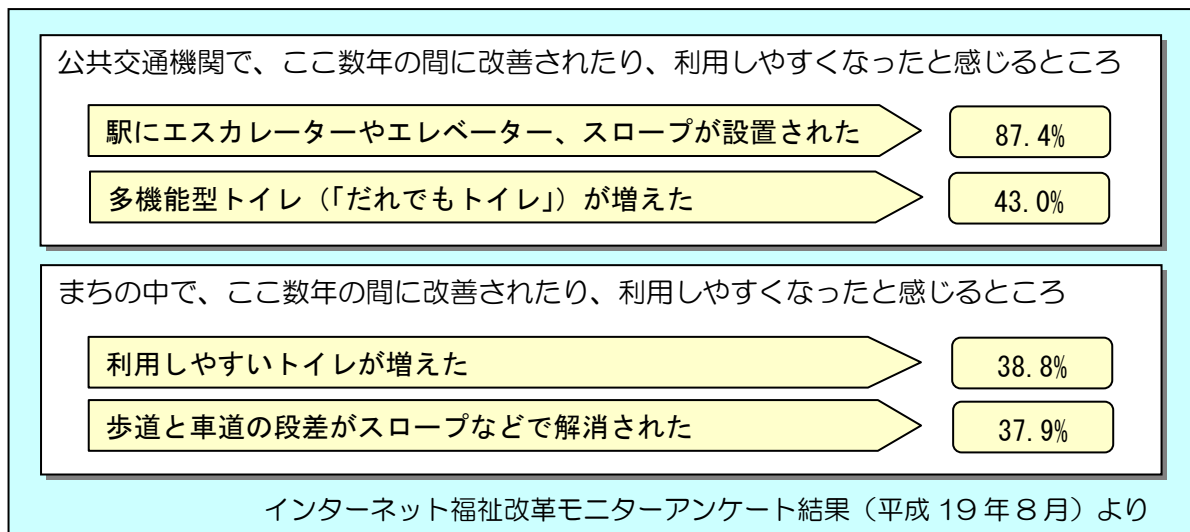 公共交通機関で、ここ数年の間に改善されたり、利用しやすくなったと感じるところ
駅にエスカレーターやエレベーター、スロープが設置された
87.4%
多機能型トイレ（「だれでもトイレ」）が増えた
43.0%
まちの中で、ここ数年の間に改善されたり、利用しやすくなったと感じるところ
利用しやすいトイレが増えた
38.8%
歩道と車道の段差がスロープなどで解消された
37.9%
インターネット福祉改革モニターアンケート結果（平成 19 年 8 月）より